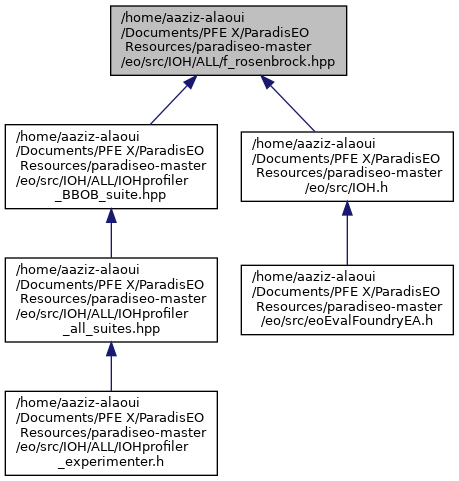 /home/aaziz-alaoui
/Documents/PFE X/ParadisEO
Resources/paradiseo-master
/eo/src/IOH/ALL/f_rosenbrock.hpp
/home/aaziz-alaoui
/Documents/PFE X/ParadisEO
Resources/paradiseo-master
/eo/src/IOH/ALL/IOHprofiler
_BBOB_suite.hpp
/home/aaziz-alaoui
/Documents/PFE X/ParadisEO
Resources/paradiseo-master
/eo/src/IOH.h
/home/aaziz-alaoui
/Documents/PFE X/ParadisEO
Resources/paradiseo-master
/eo/src/IOH/ALL/IOHprofiler
_all_suites.hpp
/home/aaziz-alaoui
/Documents/PFE X/ParadisEO
Resources/paradiseo-master
/eo/src/eoEvalFoundryEA.h
/home/aaziz-alaoui
/Documents/PFE X/ParadisEO
Resources/paradiseo-master
/eo/src/IOH/ALL/IOHprofiler
_experimenter.h